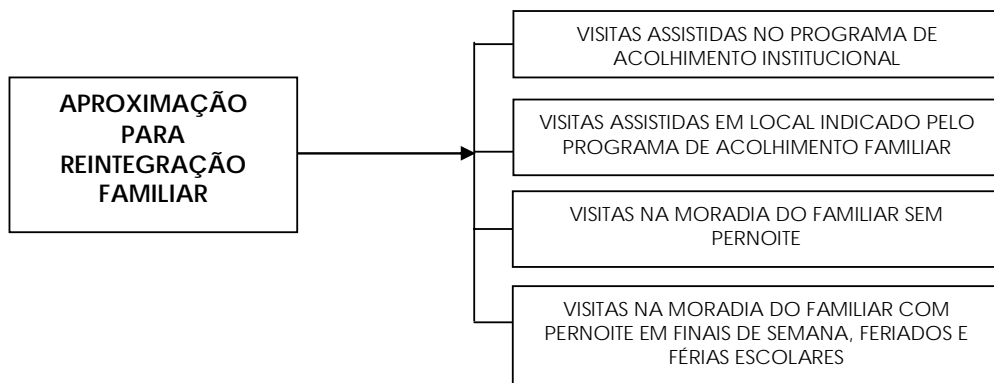 APROXIMAÇÃO
PARA
REINTEGRAÇÃO
FAMILIAR
VISITAS ASSISTIDAS NO PROGRAMA DE
ACOLHIMENTO INSTITUCIONAL
VISITAS ASSISTIDAS EM LOCAL INDICADO PELO
PROGRAMA DE ACOLHIMENTO FAMILIAR
VISITAS NA MORADIA DO FAMILIAR SEM
PERNOITE
VISITAS NA MORADIA DO FAMILIAR COM
PERNOITE EM FINAIS DE SEMANA, FERIADOS E
FÉRIAS ESCOLARES